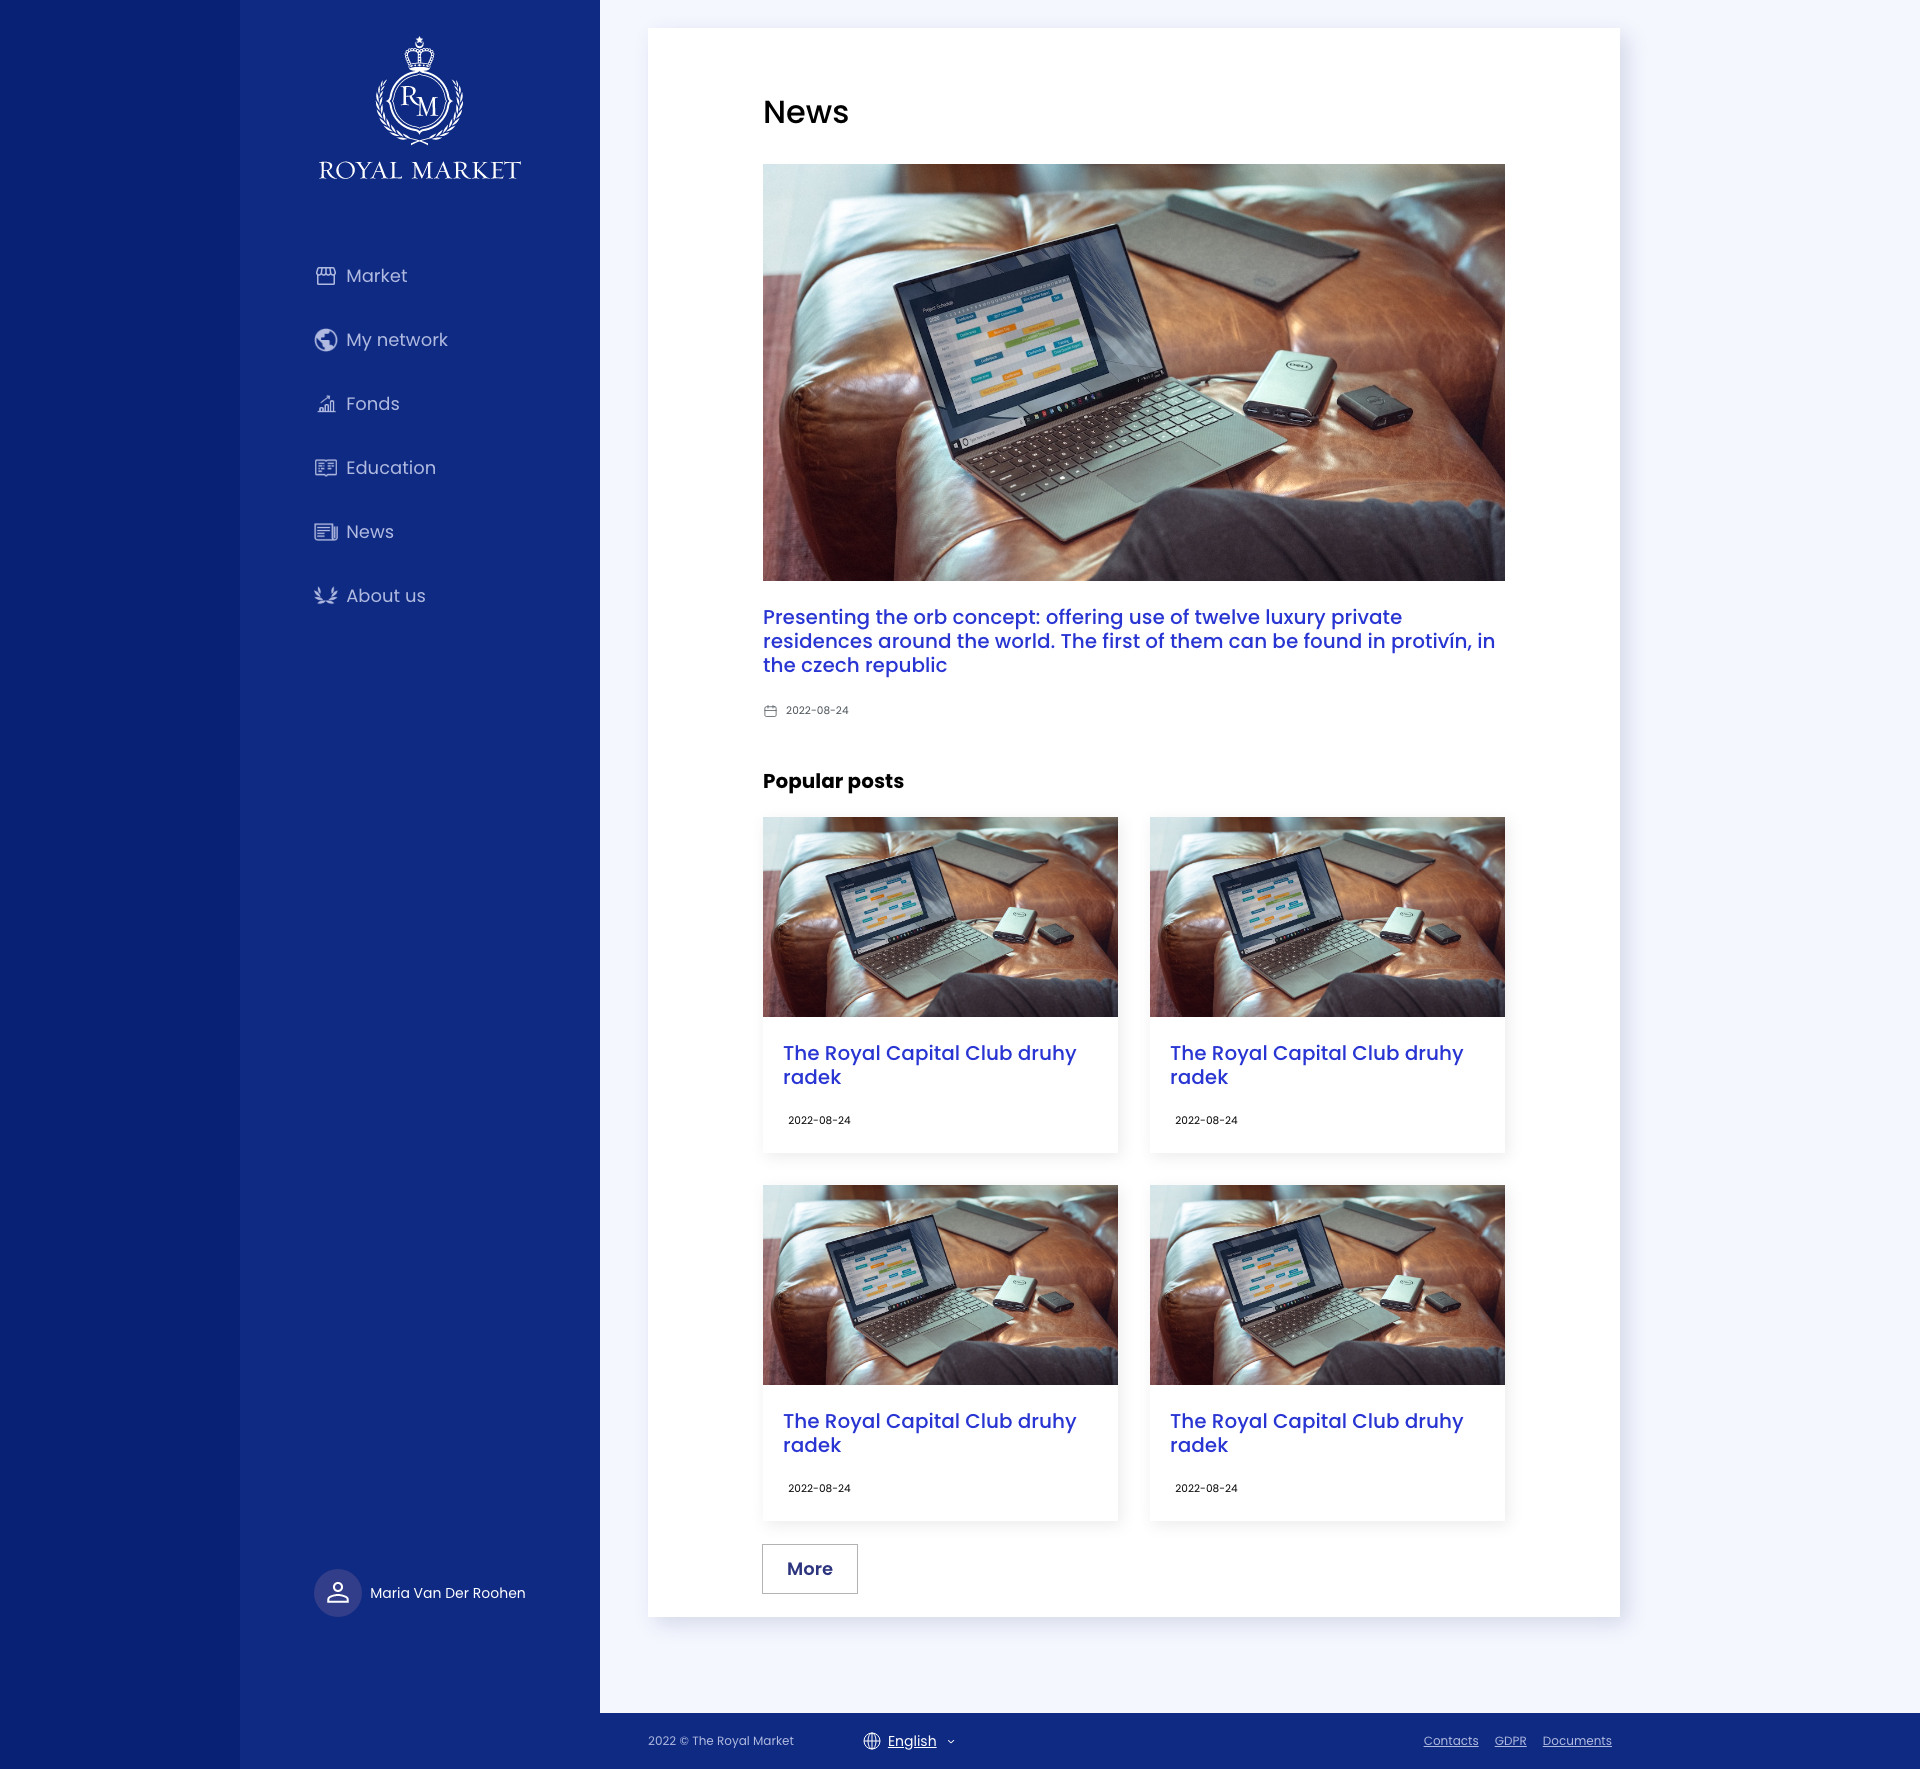 RM
ROYAL MARKET
Market
My network
Fonds
Education
News
About us
Maria Van Der Roohen
News
Project Schedule
DELL
Presenting the orb concept: offering use of twelve luxury private
residences around the world. The first of them can be found in protivín, in
the czech republic
2022-08-24
Popular posts
The Royal Capital Club druhy
radek
2022-08-24
The Royal Capital Club druhy
radek
2022-08-24
The Royal Capital Club druhy
radek
2022-08-24
The Royal Capital Club druhy
radek
2022-08-24
More
2022 © The Royal Market
English
Contacts GDPR Documents